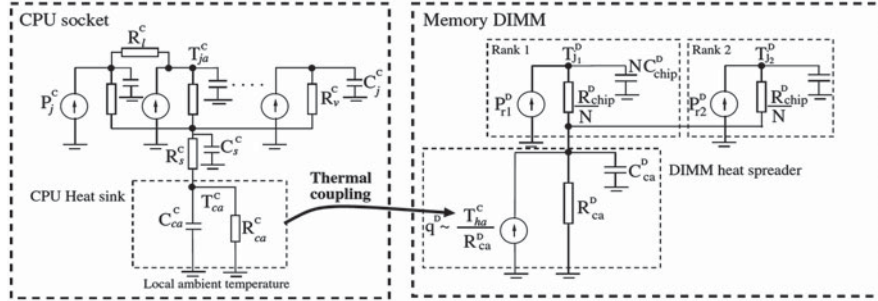 CPU socket
R_l^C
T_ja^C
P_j^C
R_v^C
C_j^C
R_s^C
C_s^C
CPU Heat sink
T_ca^C
C_ca^C
R_ca^C
Local ambient temperature
Thermal
coupling
Memory DIMM
Rank 1
T_j1^D
NC_chip^D
P_r1^D
R_chip^D
N
Rank 2
T_j2^D
P_r2^D
R_chip^D
N
C_ca^D
DIMM heat spreader
R_ca^D
q^D ~
T_ha^C
R_ca^D